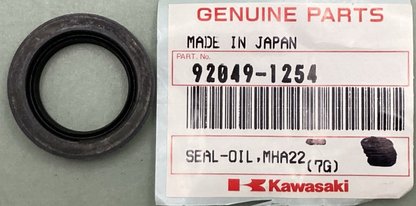 GENUINE PARTS
MADE IN JAPAN
PART. No.
92049-1254
SEAL-OIL,MHA22
(7G)
Kawasaki